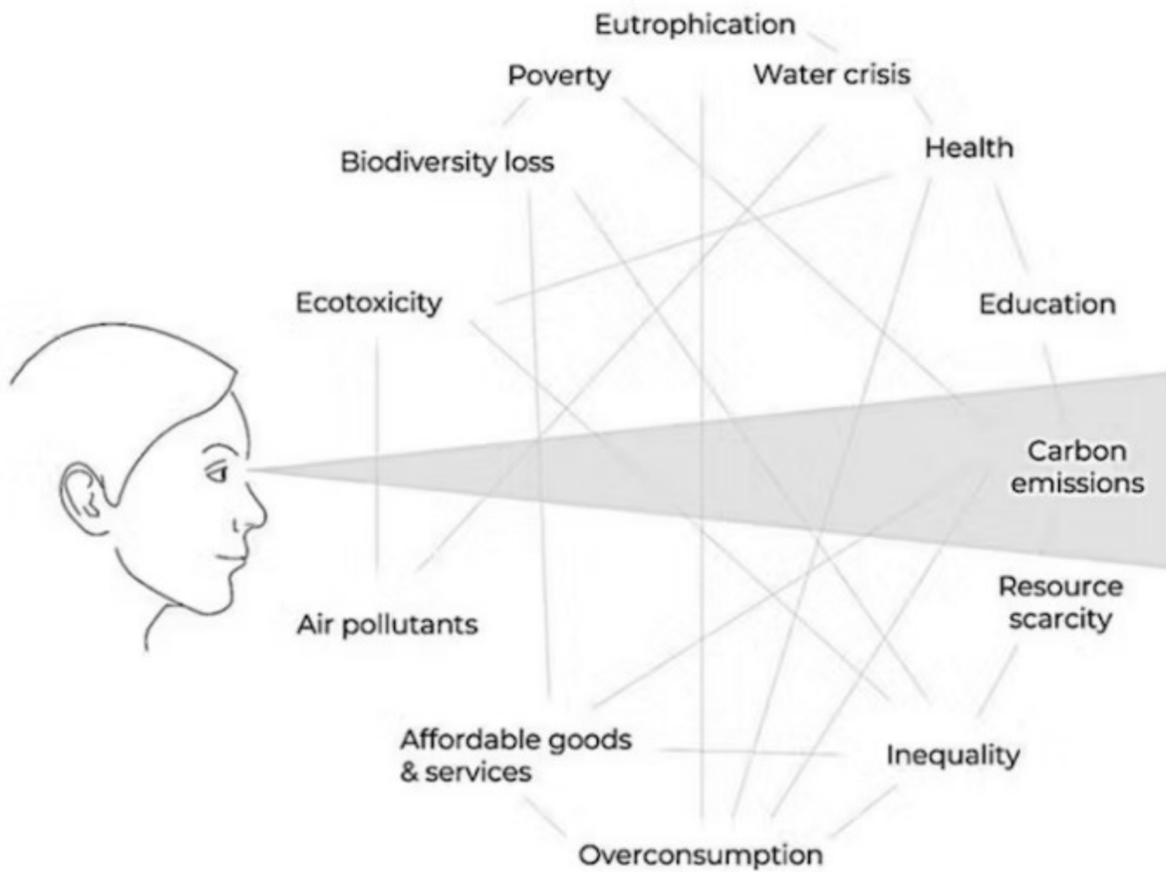 Eutrophication
Poverty
Water crisis
Health
Biodiversity loss
Ecotoxicity
Education
Carbon
emissions
Resource
scarcity
Air pollutants
Affordable goods
& services
Inequality
Overconsumption